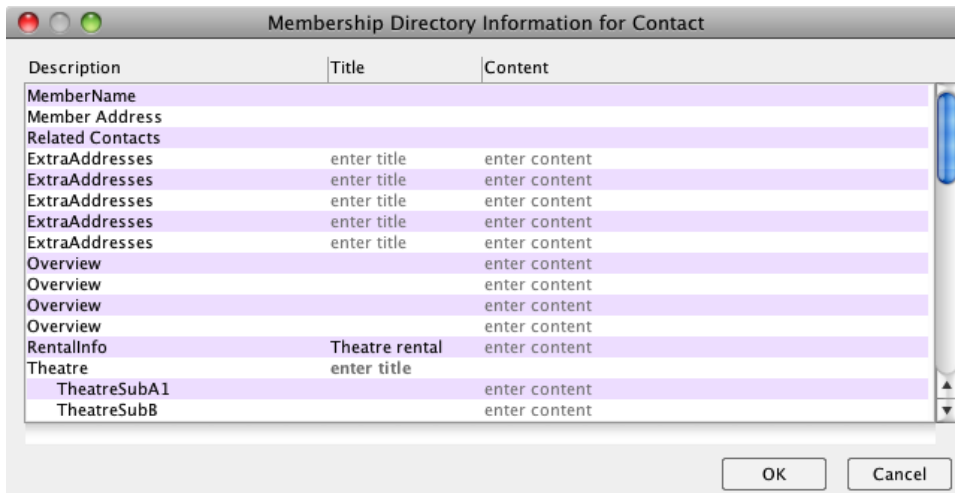 Membership Directory Information for Contact
Description Title Content
MemberName
Member Address
Related Contacts
ExtraAddresses enter title enter content
ExtraAddresses enter title enter content
ExtraAddresses enter title enter content
ExtraAddresses enter title enter content
ExtraAddresses enter title enter content
Overview enter content
Overview enter content
Overview enter content
Overview enter content
RentalInfo Theatre rental enter content
Theatre enter title
TheatreSubA1 enter content
TheatreSubB enter content
OK Cancel